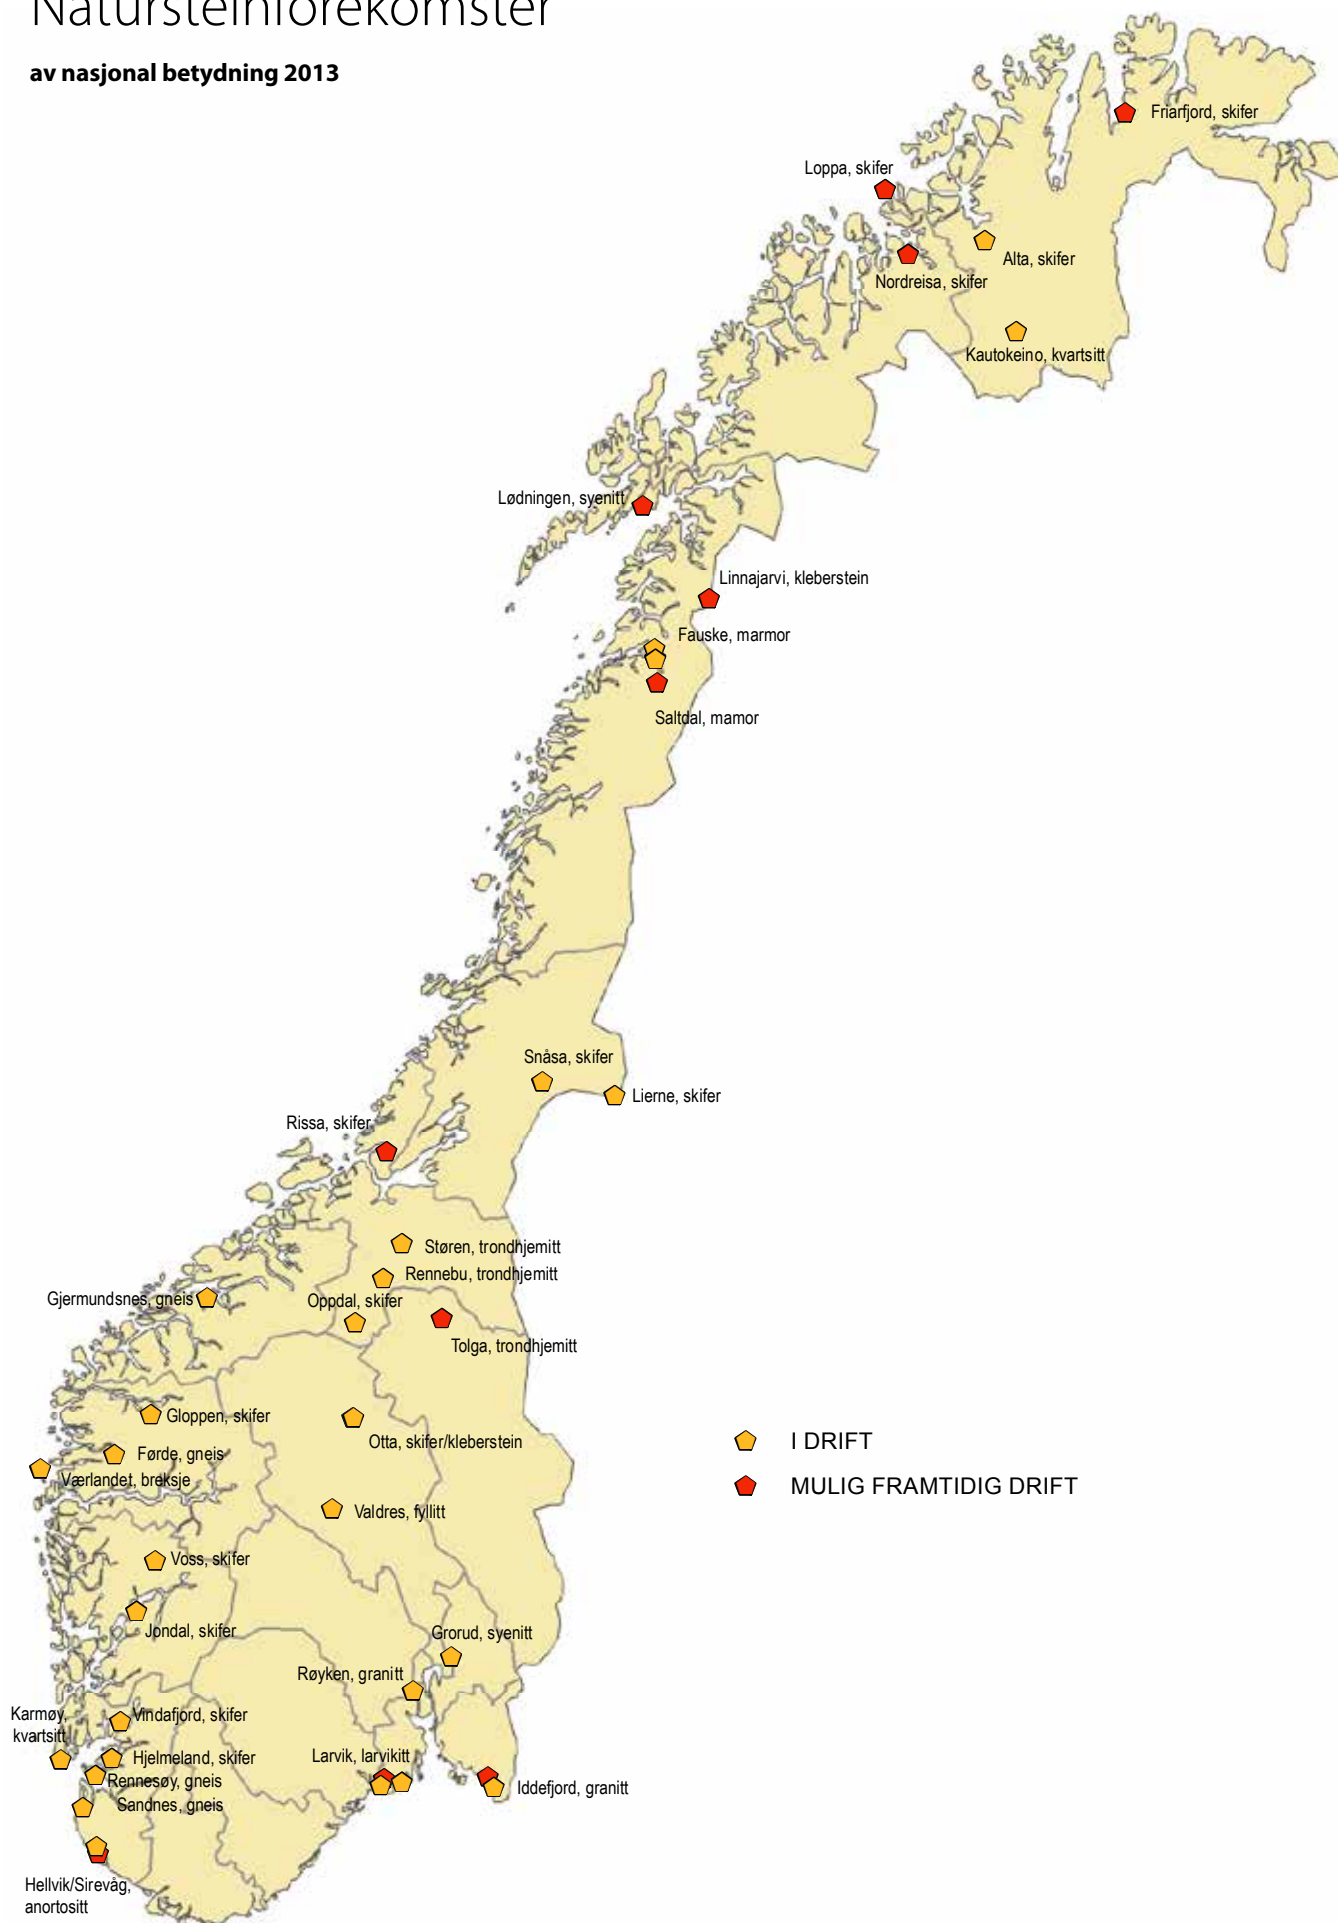 Natursteinforekomster
av nasjonal betydning 2013
Friarfjord, skifer
Loppa, skifer
Alta, skifer
Nordreisa, skifer
Kautokeino, kvartsitt
Lødningen, syenitt
Linnajarvi, kleberstein
Fauske, marmor
Saltdal, mamor
Snåsa, skifer
Lierne, skifer
Rissa, skifer
Støren, trondhjemitt
Rennebu, trondhjemitt
Gjermundsnes, gneis
Oppdal, skifer
Tolga, trondhjemitt
Gloppen, skifer
Otta, skifer/kleberstein
Førde, gneis
Værlandet, breksje
Valdres, fyllitt
I DRIFT
MULIG FRAMTIDIG DRIFT
Voss, skifer
Jondal, skifer
Grorud, syenitt
Røyken, granitt
Karmøy,
kvartsitt
Vindafjord, skifer
Hjelmeland, skifer
Larvik, larvikitt
Rennesøy, gneis
Iddefjord, granitt
Sandnes, gneis
Hellvik/Sirevåg,
anortositt